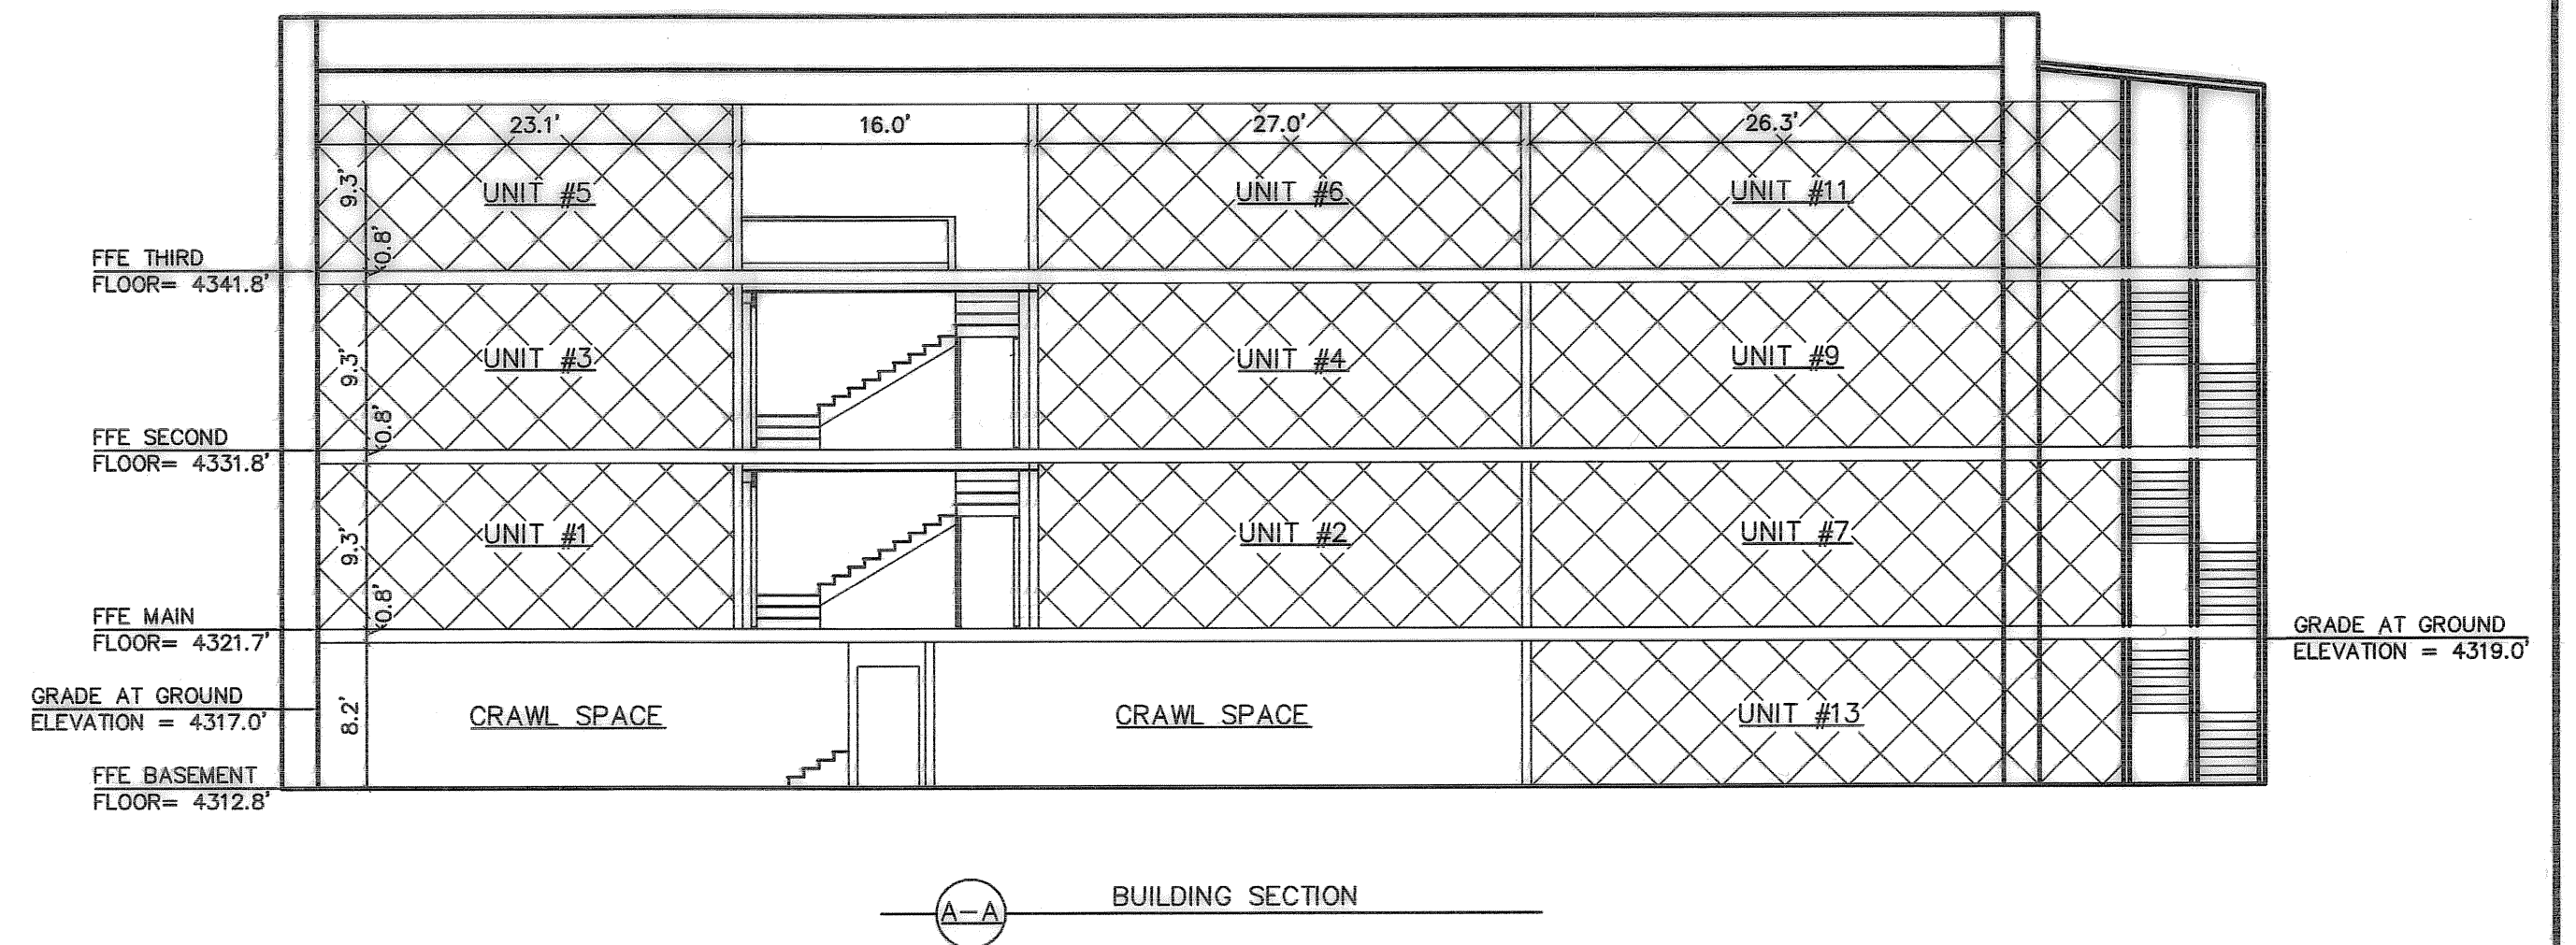 23.1'
16.0'
27.0'
26.3'
9.3'
UNIT #5
UNIT #6
UNIT #11
0.8'
FFE THIRD
FLOOR= 4341.8'
9.3'
UNIT #3
UNIT #4
UNIT #9
0.8'
FFE SECOND
FLOOR= 4331.8'
9.3'
UNIT #1
UNIT #2
UNIT #7
0.8'
FFE MAIN
FLOOR= 4321.7'
GRADE AT GROUND
ELEVATION = 4319.0'
GRADE AT GROUND
ELEVATION = 4317.0'
8.2'
CRAWL SPACE
CRAWL SPACE
UNIT #13
FFE BASEMENT
FLOOR= 4312.8'
A-A
BUILDING SECTION